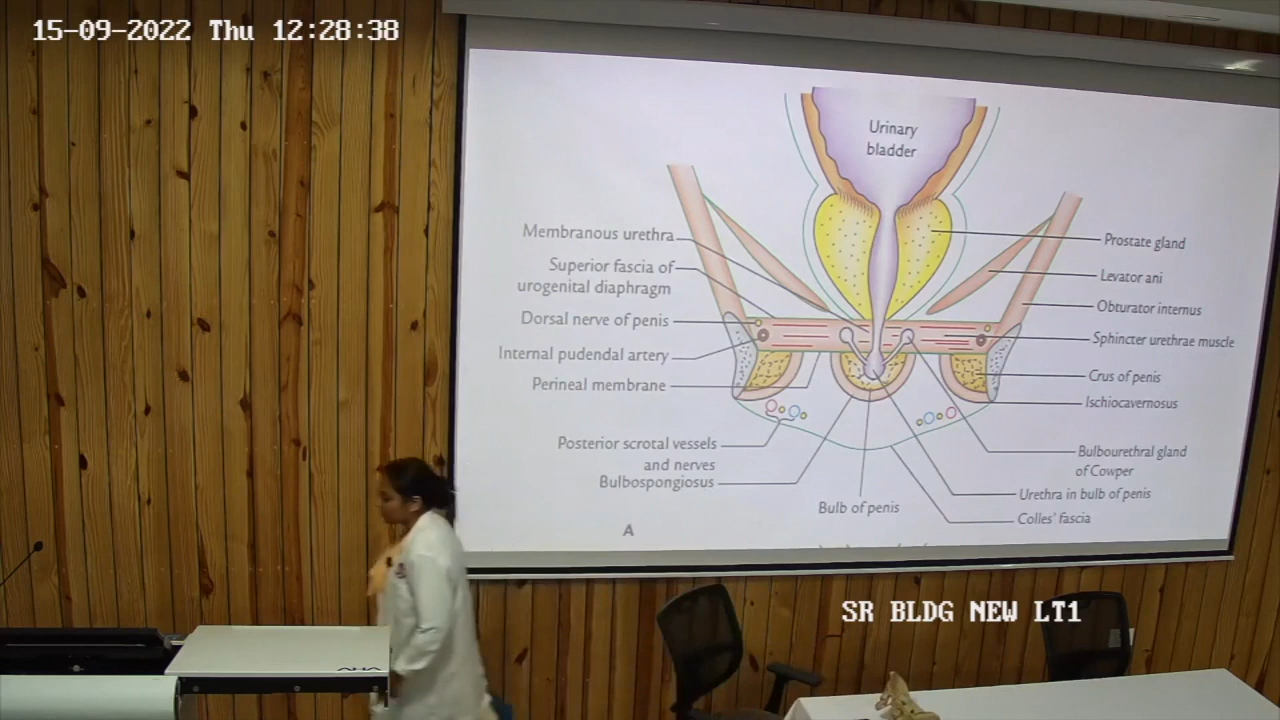 15-09-2022 Thu 12:28:38
Urinary
bladder
Membranous urethra
Superior fascia of
urogenital diaphragm
Dorsal nerve of penis
Internal pudendal artery
Perineal membrane
Posterior scrotal vessels
and nerves
Bulbospongiosus
Bulb of penis
A
Prostate gland
Levator ani
Obturator internus
Sphincter urethrae muscle
Crus of penis
Ischiocavernosus
Bulbourethral gland
of Cowper
Urethra in bulb of penis
Colles' fascia
SR BLDG NEW LT1